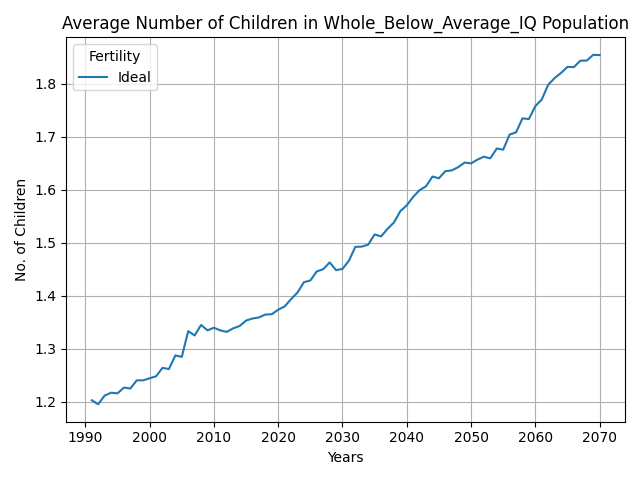 Average Number of Children in Whole_Below_Average_IQ Population
Fertility
Ideal
1.8
1.7
1.6
1.5
1.4
1.3
1.2
No. of Children
1990 2000 2010 2020 2030 2040 2050 2060 2070
Years